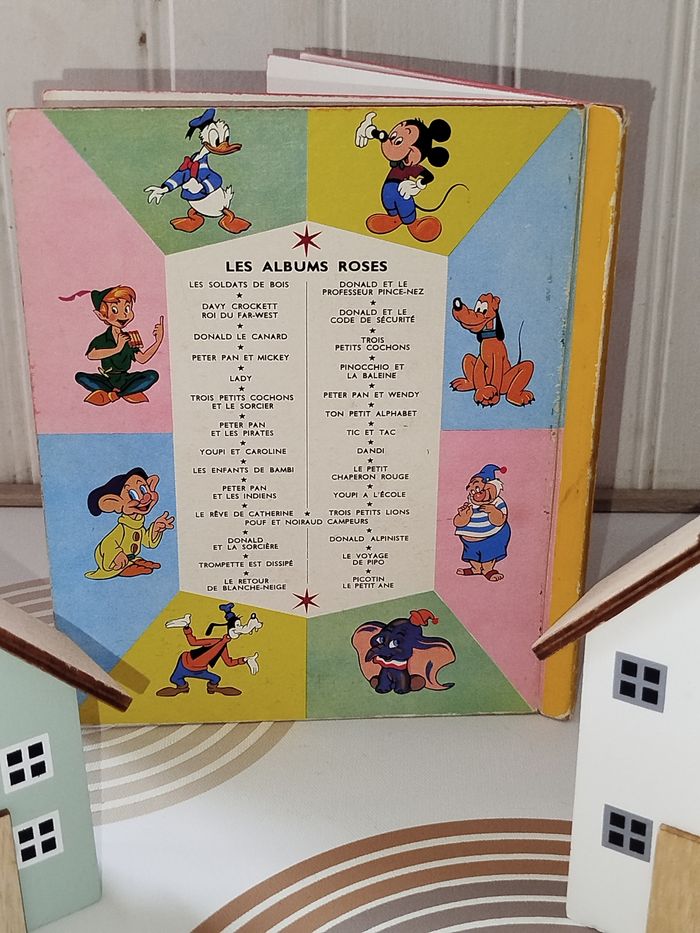 LES ALBUMS ROSES
LES SOLDATS DE BOIS
DAVY CROCKETT
ROI DU FAR-WEST
DONALD LE CANARD
PETER PAN ET MICKEY
LADY
TROIS PETITS COCHONS
ET LE SORCIER
PETER PAN
ET LES PIRATES
YOUPI ET CAROLINE
LES ENFANTS DE BAMBI
PETER PAN
ET LES INDIENS
LE RÊVE DE CATHERINE
DONALD ET LE
PROFESSEUR PINCE-NEZ
DONALD ET LE
CODE DE SÉCURITÉ
TROIS
PETITS COCHONS
PINOCCHIO ET
LA BALEINE
PETER PAN ET WENDY
TON PETIT ALPHABET
TIC ET TAC
DANDI
LE PETIT
CHAPERON ROUGE
YOUPI A L'ÉCOLE
TROIS PETITS LIONS
POUF ET NOIRAUD CAMPEURS
DONALD
ET LA SORCIÈRE
TROMPETTE EST DISSIPÉ
LE RETOUR
DE BLANCHE-NEIGE
DONALD ALPINISTE
LE VOYAGE
DE PIPO
PICOTIN
LE PETIT ANE